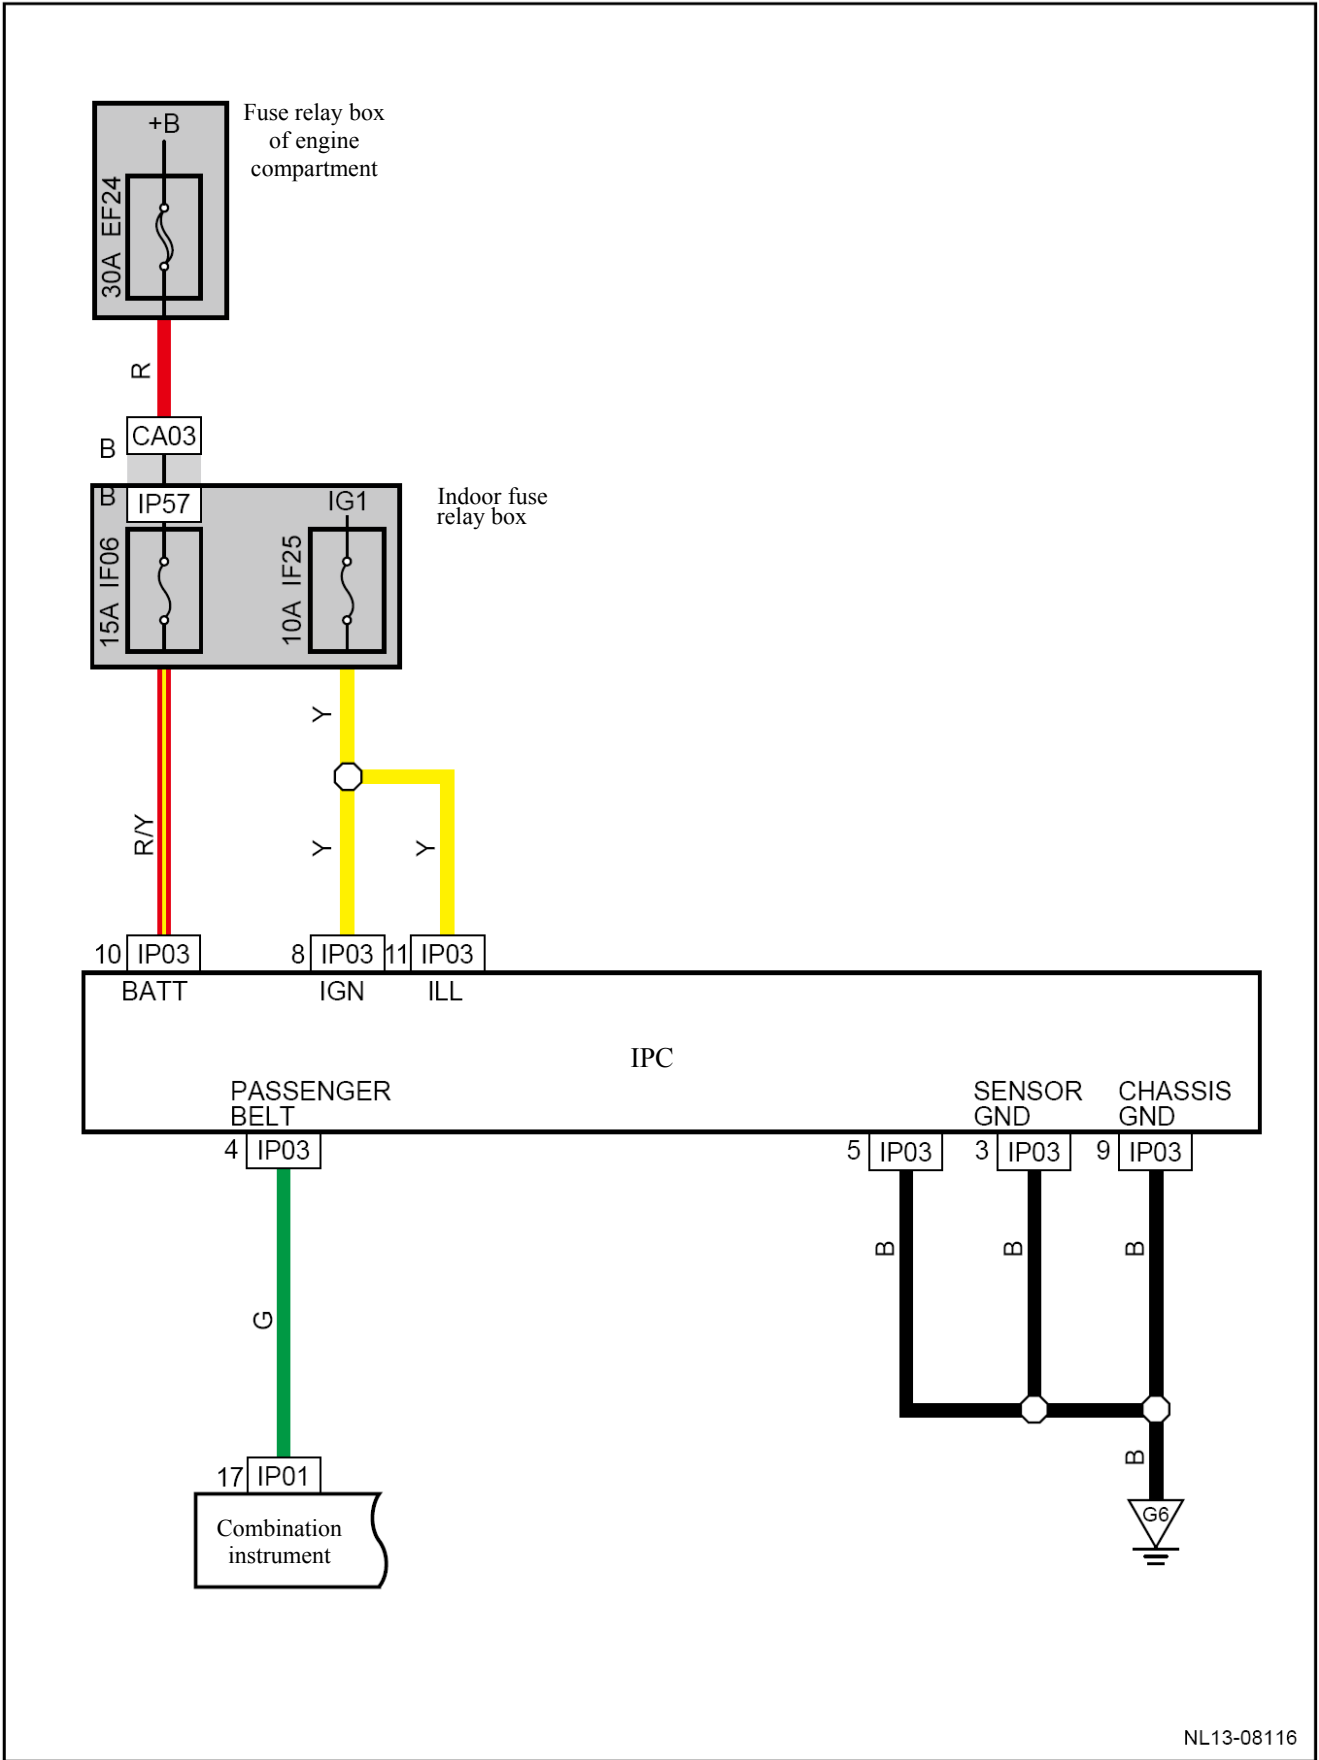 +B
Fuse relay box
of engine
compartment
30A EF24
R
CA03
B
B
IP57
IG1
Indoor fuse
relay box
15A IF06
10A IF25
Y
R/Y
Y
Y
10 IP03
8 IP03
11 IP03
BATT
IGN
ILL
IPC
PASSENGER
BELT
SENSOR
GND
CHASSIS
GND
4 IP03
5 IP03
3 IP03
9 IP03
B
B
B
G
B
17 IP01
G6
Combination
instrument
NL13-08116